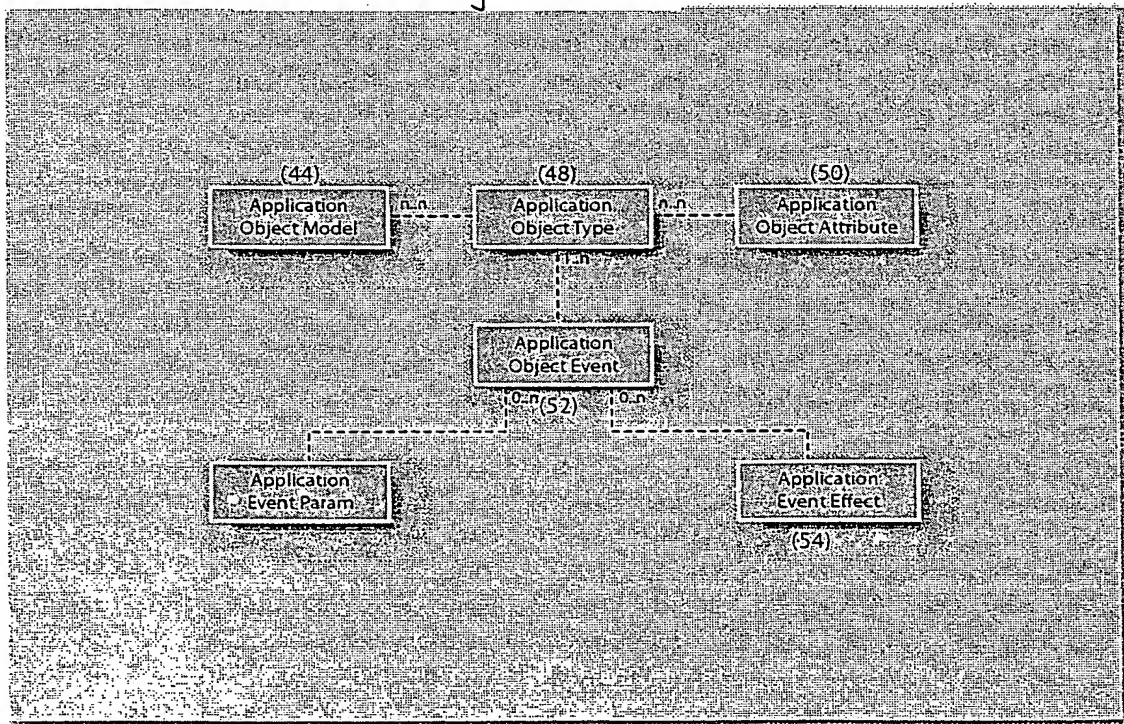 (44)
Application
Object Model
n..n
(48)
Application
Object Type
n..n
(50)
Application
Object Attribute
1..n
Application
Object Event
0..n
(52)
0..n
Application
Event Param
Application
Event Effect
(54)